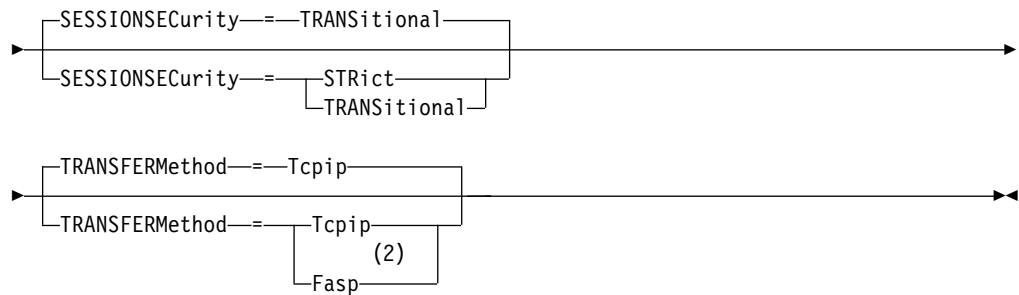 SESSIONSECurity = TRANSitional
SESSIONSECurity = STRict
TRANSitional
TRANSFERMethod = Tcpip
TRANSFERMethod = Tcpip
(2)
Fasp